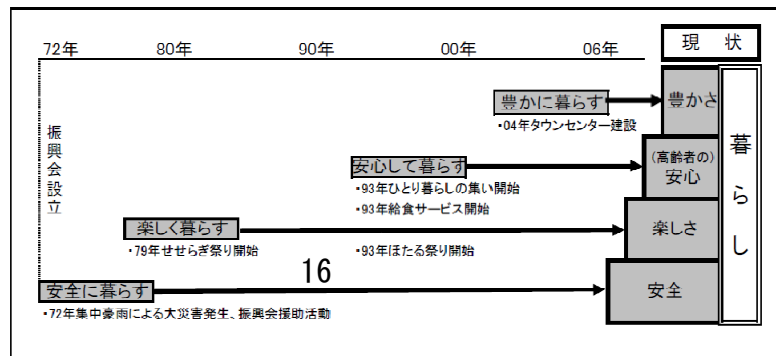 72年 80年 90年 00年 06年 現 状
豊かに暮らす 豊かさ
・04年タウンセンター建設
振興会設立
暮らし
安心して暮らす (高齢者の)
安心
・93年ひとり暮らしの集い開始
・93年給食サービス開始
楽しく暮らす 楽しさ
・79年せせらぎ祭り開始 ・93年ほたる祭り開始
16
安全に暮らす 安全
・72年集中豪雨による大災害発生、振興会援助活動